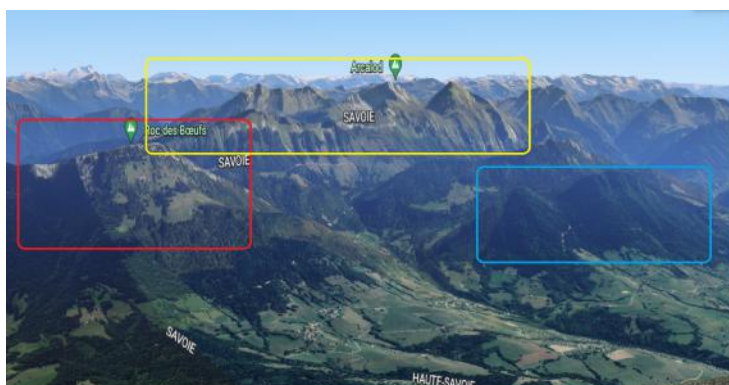 Arcalod
SAVOIE
Roc des Bœufs
SAVOIE
SAVOIE
HAUTE-SAVOIE